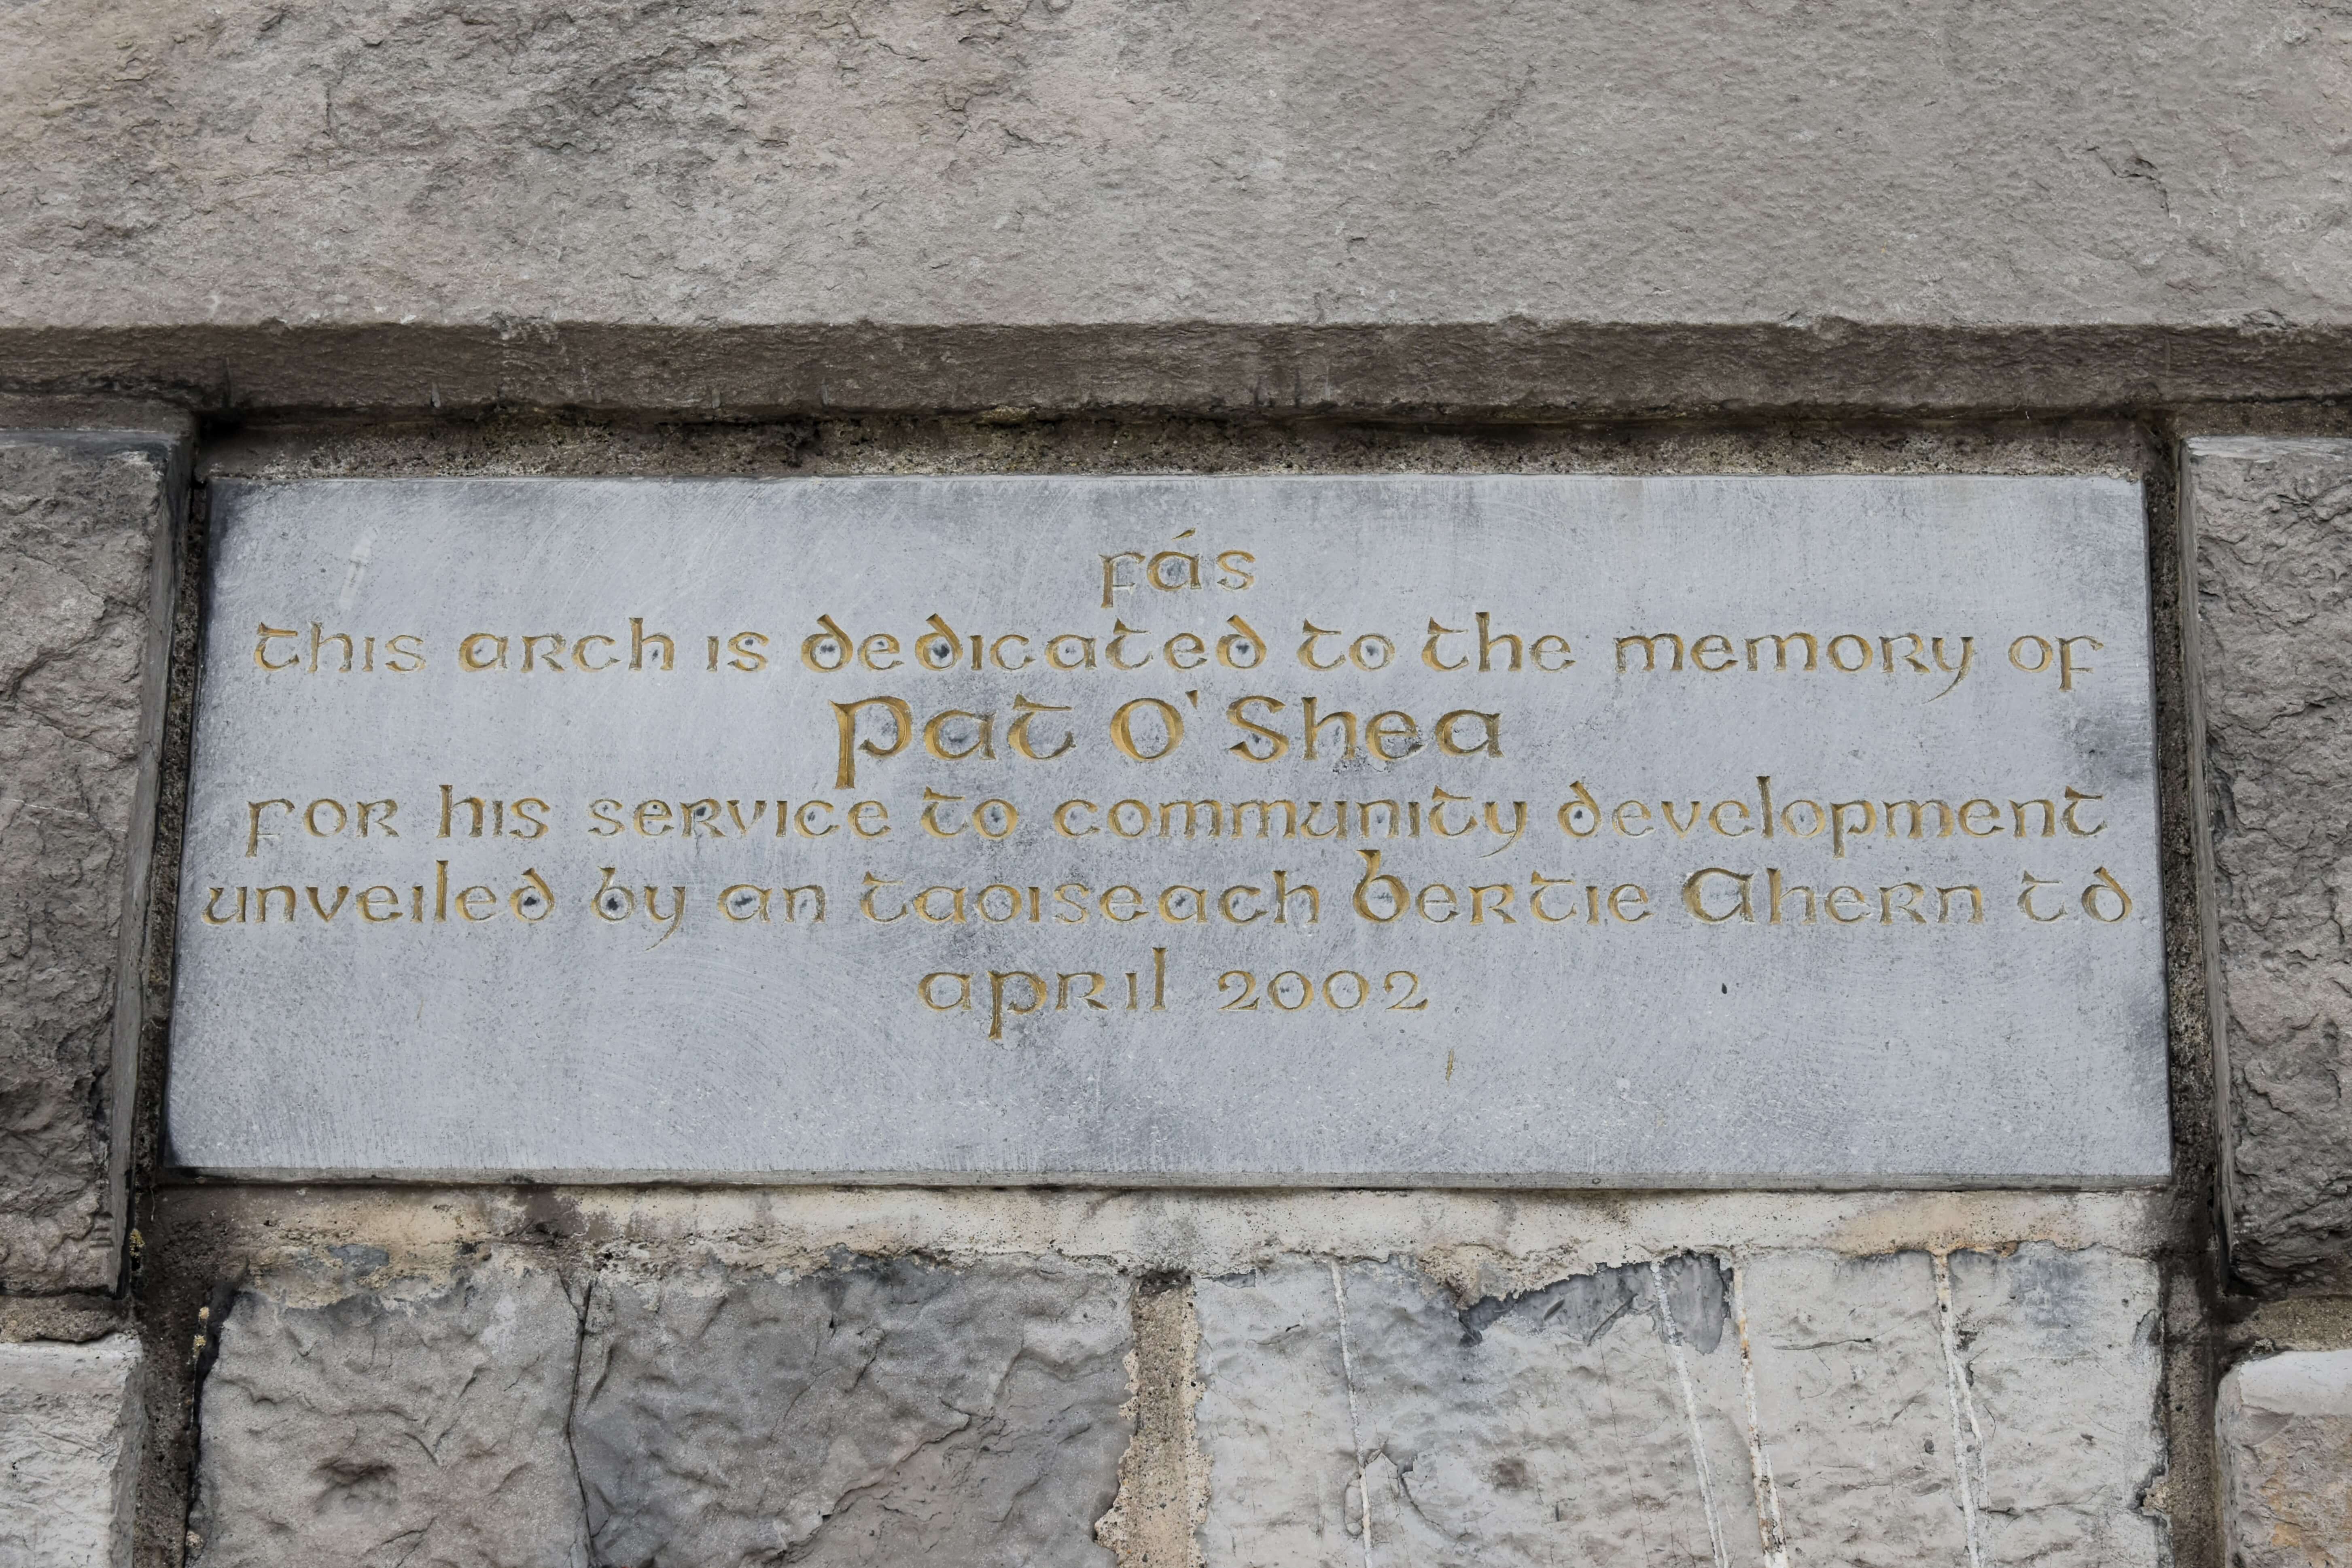 fás
this arch is dedicated to the memory of
Pat O'Shea
for his service to community development
unveiled by an taoiseach Bertie Ahern td
april 2002